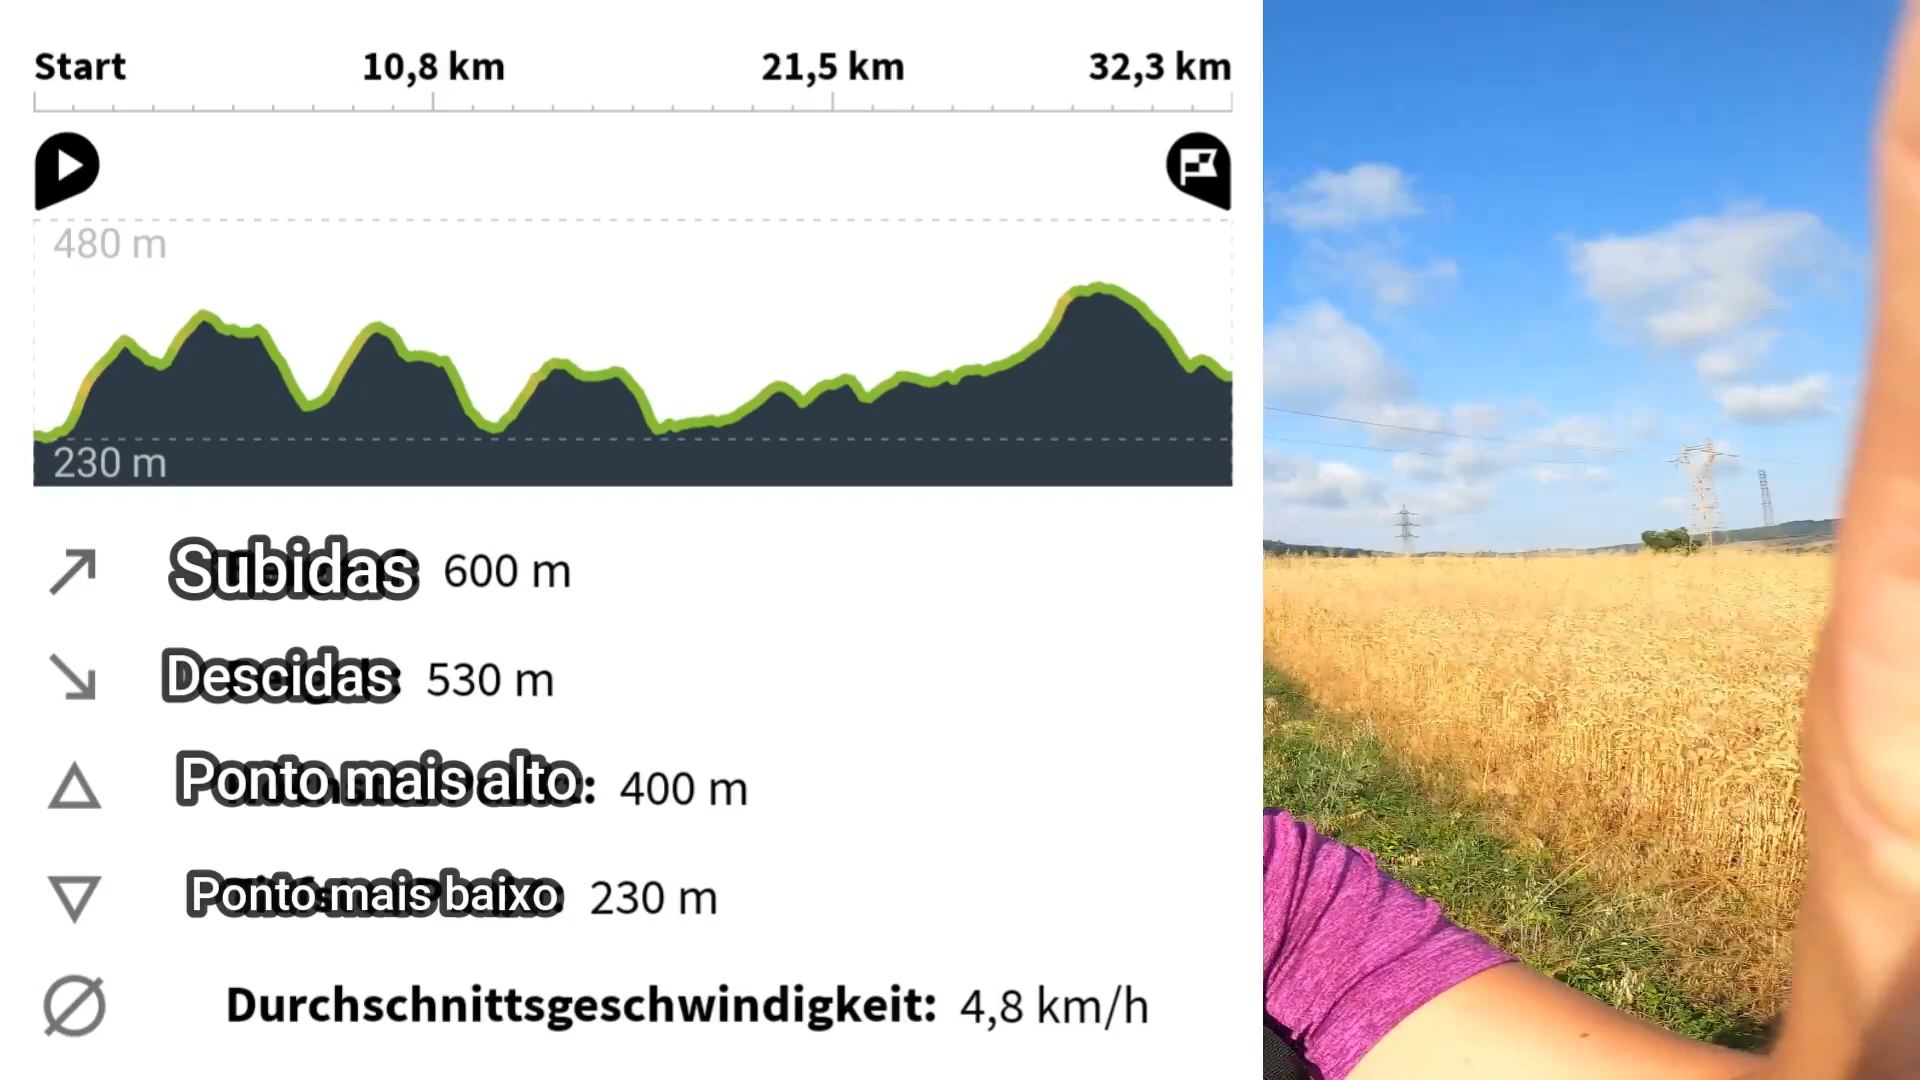 Start 10,8 km 21,5 km 32,3 km
480 m
230 m
Subidas 600 m
Descidas: 530 m
Ponto mais alto: 400 m
Ponto mais baixo 230 m
Durchschnittsgeschwindigkeit: 4,8 km/h